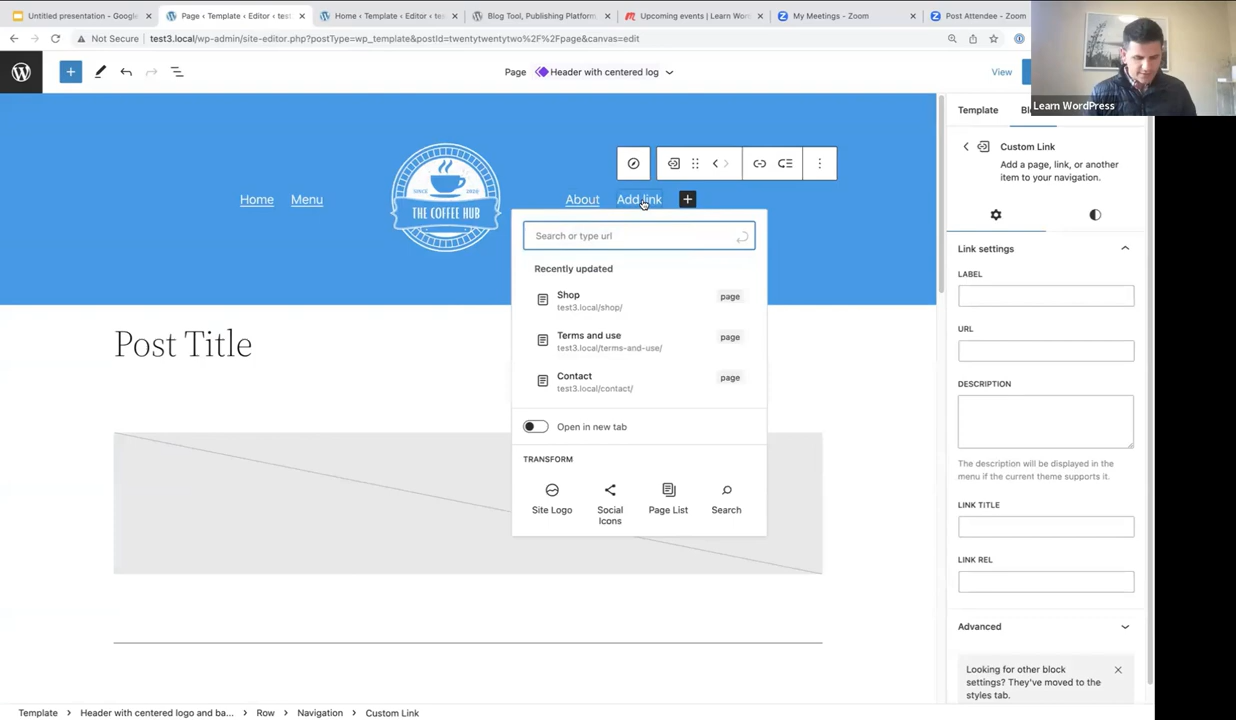 Untitled presentation - Google
Page ‹ Template ‹ Editor ‹ test
Home ‹ Template ‹ Editor ‹ tes
Blog Tool, Publishing Platform
Upcoming events | Learn Wor
My Meetings - Zoom
Post Attendee - Zoom
Not Secure
test3.local/wp-admin/site-editor.php?postType=wp_template&postId=twentytwentytwo%2F%2Fpage&canvas=edit
Page
Header with centered log
View
Learn WordPress
Template
Home
Menu
SINCE
2020
THE COFFEE HUB
About
Add link
Search or type url
Recently updated
Shop
test3.local/shop/
page
Terms and use
test3.local/terms-and-use/
page
Contact
test3.local/contact/
page
Open in new tab
TRANSFORM
Site Logo
Social Icons
Page List
Search
Post Title
Custom Link
Add a page, link, or another
item to your navigation.
Link settings
LABEL
URL
DESCRIPTION
The description will be displayed in the
menu if the current theme supports it.
LINK TITLE
LINK REL
Advanced
Looking for other block
settings? They've moved to the
styles tab.
Template
Header with centered logo and ba...
Row
Navigation
Custom Link